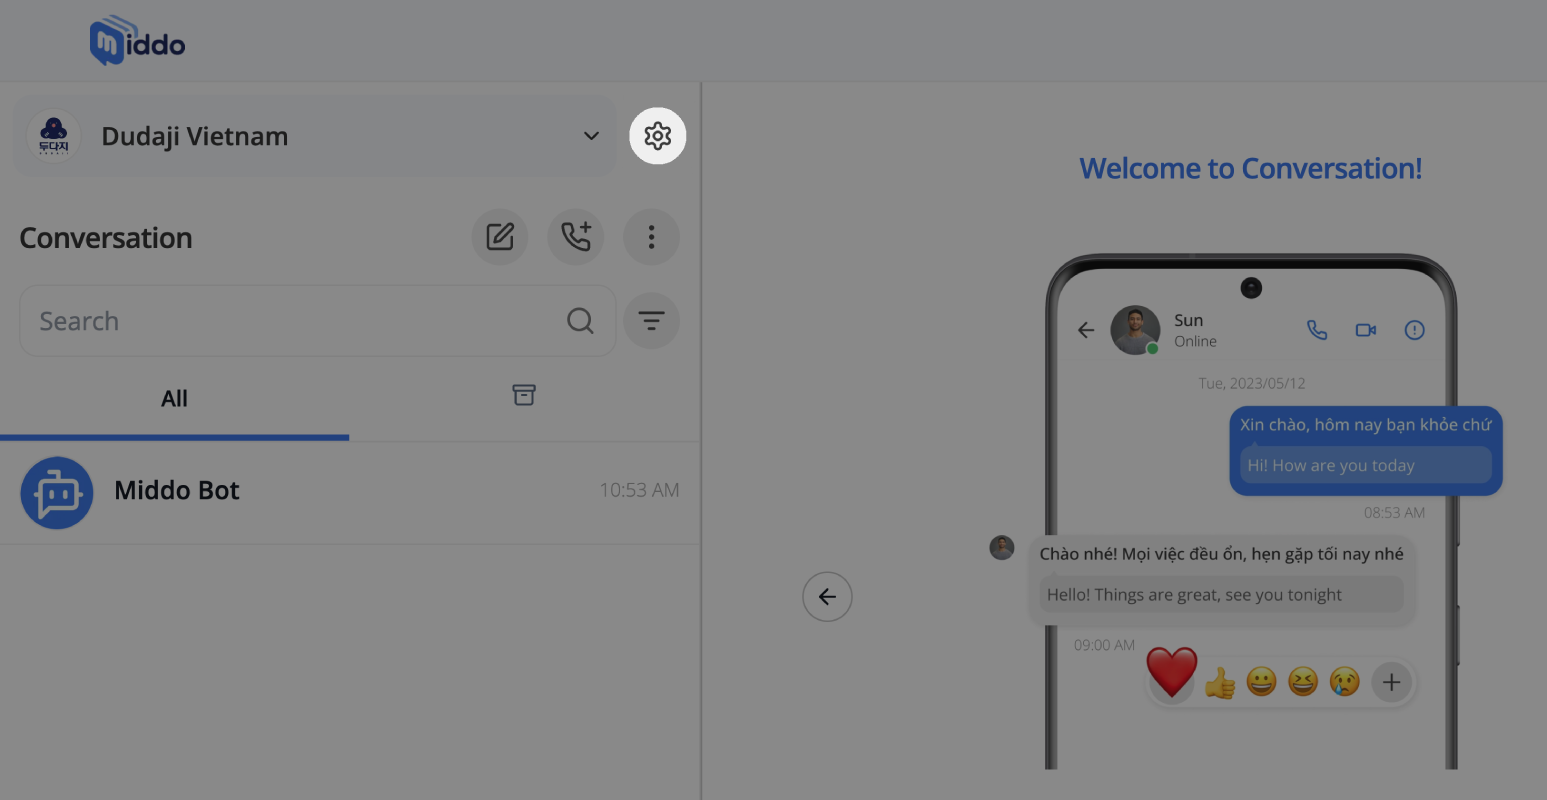 middo
두다지
DUDAJI
Dudaji Vietnam
Conversation
Search
All
Middo Bot
10:53 AM
Welcome to Conversation!
Sun
Online
Tue, 2023/05/12
Xin chào, hôm nay bạn khỏe chứ
Hi! How are you today
08:53 AM
Chào nhé! Mọi việc đều ổn, hẹn gặp tối nay nhé
Hello! Things are great, see you tonight
09:00 AM